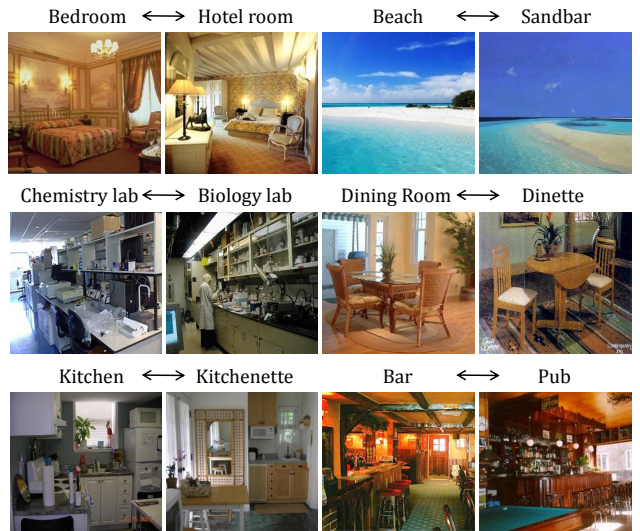 Bedroom ⟷ Hotel room Beach ⟷ Sandbar
Chemistry lab ⟷ Biology lab Dining Room ⟷ Dinette
Kitchen ⟷ Kitchenette Bar ⟷ Pub